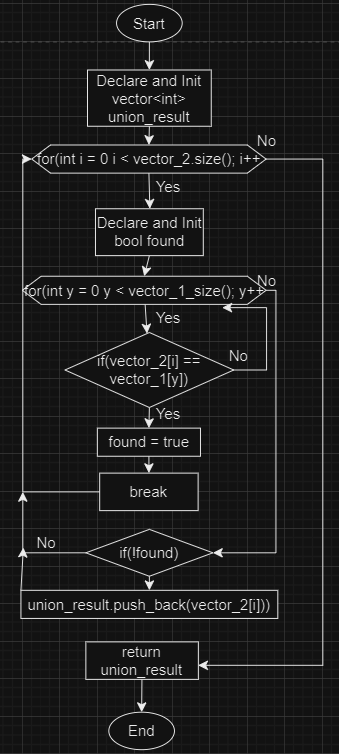 Start
Declare and Init
vector<int>
union_result
No
for(int i = 0 i < vector_2.size(); i++
Yes
Declare and Init
bool found
No
for(int y = 0 y < vector_1_size(); y++
Yes
if(vector_2[i] ==
vector_1[y])
No
Yes
found = true
break
No
if(!found)
union_result.push_back(vector_2[i]))
return
union_result
End